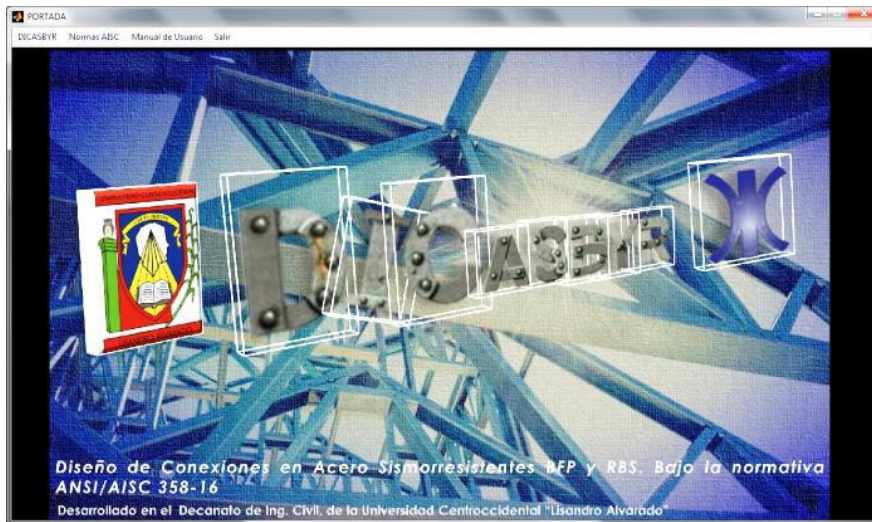 PORTADA
DICASBYR Normas AISC Manual de Usuario Salir
DICASBYR
Diseño de Conexiones en Acero Sismorresistentes BFP y RBS. Bajo la normativa
ANSI/AISC 358-16
Desarrollado en el Decanato de Ing. Civil, de la Universidad Centroccidental "Lisandro Alvarado"